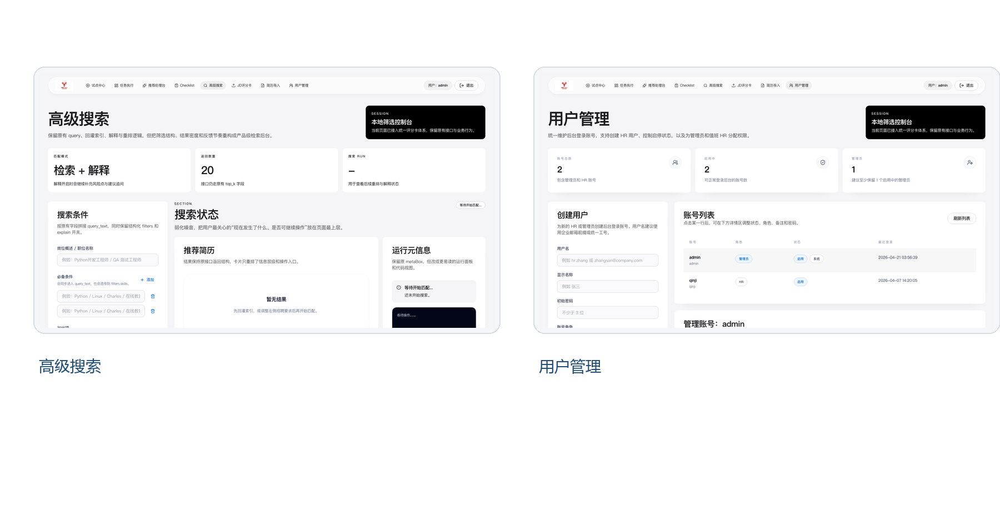 试点中心 任务执行 推荐处理台 Checklist 高级搜索 JD评分卡 简历导入 用户管理 用户：admin 退出
高级搜索
保留原有 query、回灌索引、解释与重排逻辑，但把筛选结构、结果密度和反馈节奏重构成产品级检索后台。
SESSION
本地筛选控制台
当前页面已接入统一评分卡体系，保留原有接口与业务行为。
匹配模式
检索 + 解释
解释开启时会继续补充风险点与建议追问
返回数量
20
接口仍走原有 top_k 字段
搜索 RUN
–
用于查看后续重排与解释状态
搜索条件
按原有字段拼接 query_text，同时保留结构化 filters 和
explain 开关。
岗位概述 / 职位名称
例如：Python开发工程师 / QA 测试工程师
必备条件
会同步进入 query_text，也会透传到 filters.skills。
+ 添加
例如：Python / Linux / Charles / 在线教育
例如：Python / Linux / Charles / 在线教育
加分项
SECTION
搜索状态
弱化噪音，把用户最关心的“现在发生了什么、是否可继续操作”放在页面最上层。
等待开始匹配...
推荐简历
结果保持原接口返回结构，卡片只重排了信息层级和操作入口。
暂无结果
先回灌索引，或调整左侧招聘要求后再开始匹配。
运行元信息
保留原 metaBox，但改成更易读的运行面板
和代码视图。
等待开始匹配...
还未开始搜索。
等待操作...
高级搜索
试点中心 任务执行 推荐处理台 Checklist 高级搜索 JD评分卡 简历导入 用户管理 用户：admin 退出
用户管理
统一维护后台登录账号，支持创建 HR 用户、控制启停状态，以及为管理员和值班 HR 分配权限。
SESSION
本地筛选控制台
当前页面已接入统一评分卡体系，保留原有接口与业务行为。
账号总数
2
包含管理员和 HR 账号
启用中
2
可正常登录后台的账号数
管理员
1
建议至少保留 1 个启用中的管理员
创建用户
为新的 HR 或管理员创建后台登录账号。用户名建议使
用企业邮箱前缀或统一工号。
用户名
例如 hr.zhang 或 zhangsan@company.com
显示名称
例如 张三
初始密码
不少于 3 位
账号角色
账号列表
点击某一行后，可在下方详情区调整状态、角色、备注和密码。
刷新列表
账号 角色 状态 最近登录
admin 管理员 启用 系统 2026-04-21 03:56:39
admin
qinji HR 启用 2026-04-07 14:20:05
qinji
管理账号：admin
用户管理